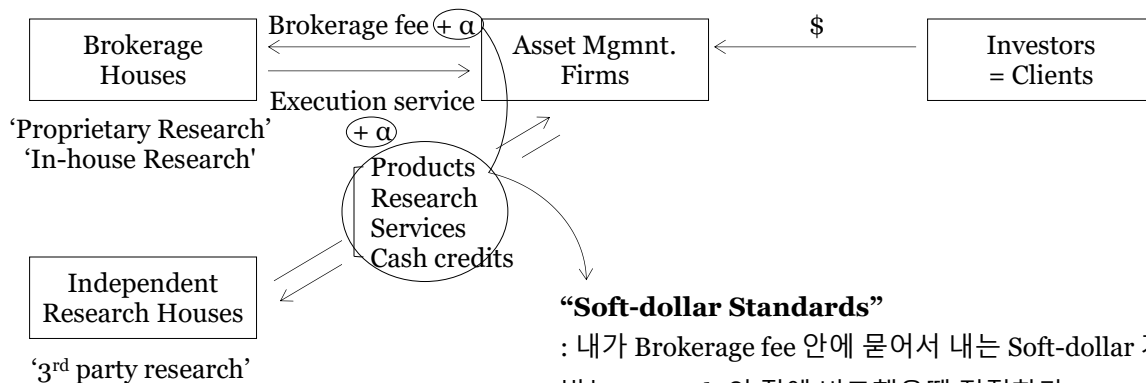 Brokerage fee + α
$
Brokerage
Houses
Asset Mgmnt.
Firms
Investors
= Clients
Execution service
+ α
‘Proprietary Research’
‘In-house Research'
Products
Research
Services
Cash credits
Independent
Research Houses
‘3rd party research’
“Soft-dollar Standards”
: 내가 Brokerage fee 안에 묻어서 내는 Soft-dollar